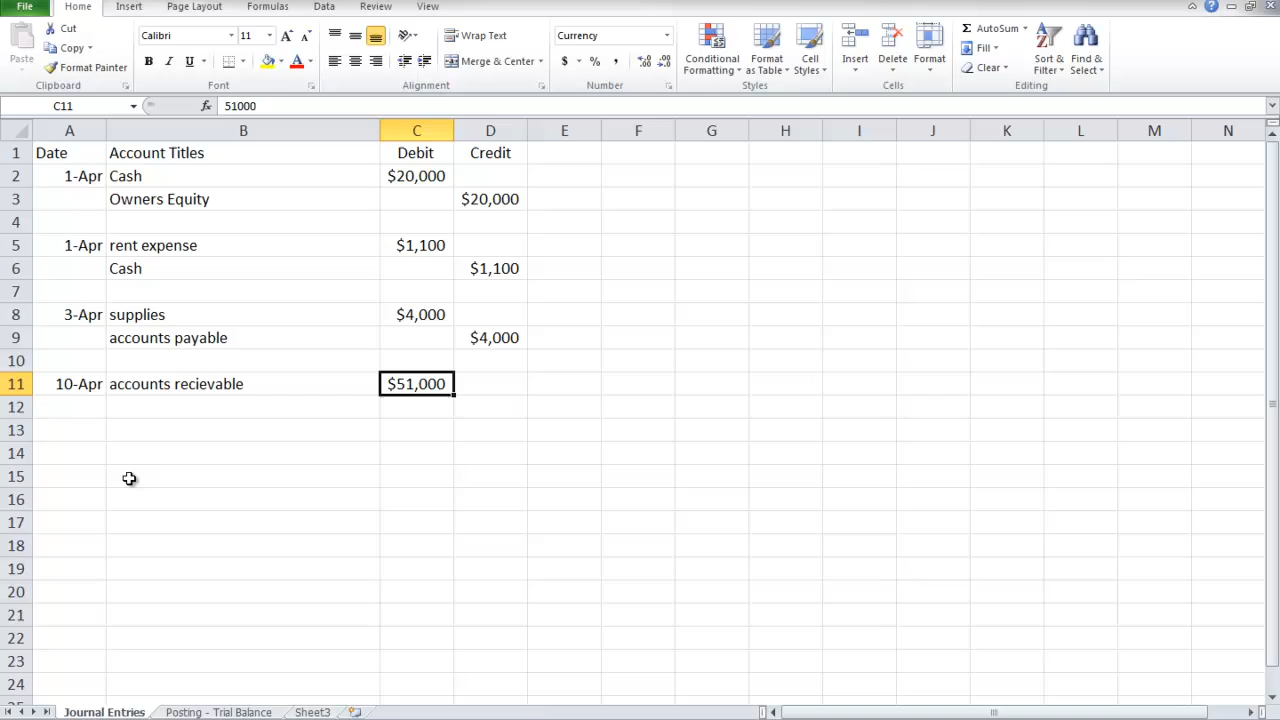 File Home Insert Page Layout Formulas Data Review View
Paste Cut Copy Format Painter
Calibri 11 B I U
Wrap Text Merge & Center
Currency $ % ,
Conditional Formatting Format as Table Cell Styles
Insert Delete Format
AutoSum Fill Clear Sort & Filter Find & Select
Clipboard Font Alignment Number Styles Cells Editing
C11 fx 51000
A B C D E F G H I J K L M N
1 Date Account Titles Debit Credit
2 1-Apr Cash $20,000
3 Owners Equity $20,000
4
5 1-Apr rent expense $1,100
6 Cash $1,100
7
8 3-Apr supplies $4,000
9 accounts payable $4,000
10
11 10-Apr accounts recievable $51,000
12
13
14
15
16
17
18
19
20
21
22
23
24
Journal Entries Posting - Trial Balance Sheet3